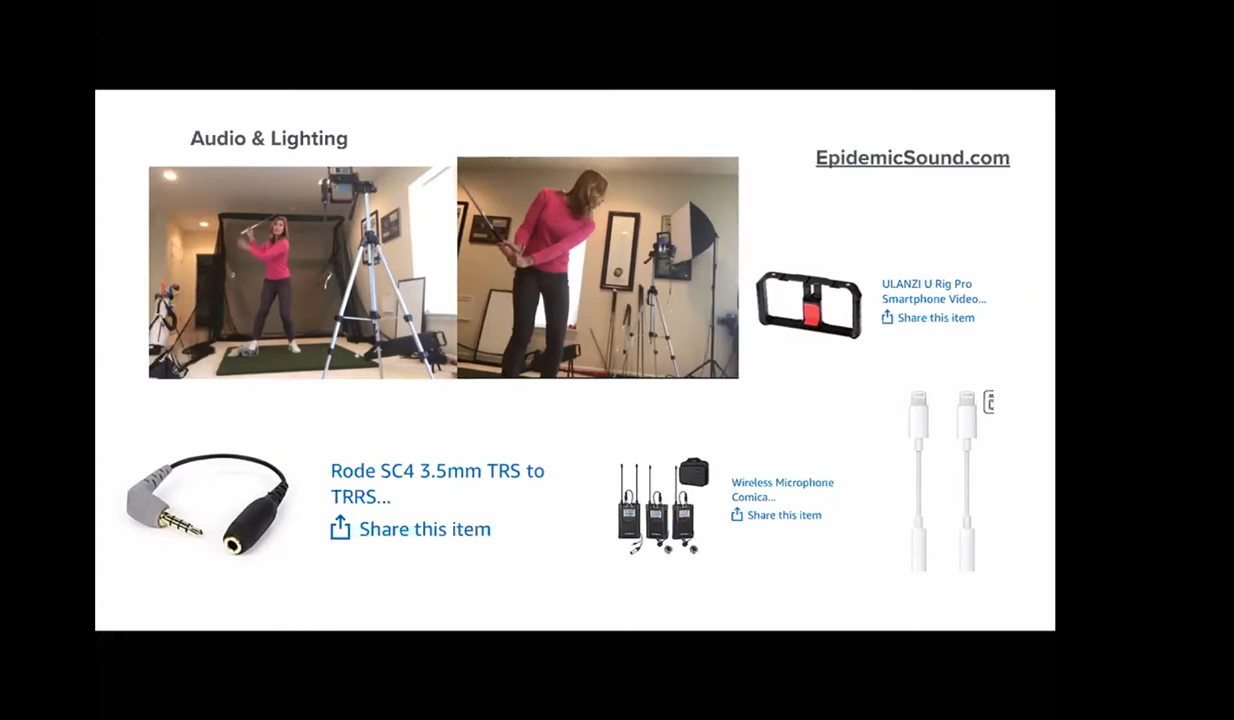 Audio & Lighting
EpidemicSound.com
ULANZI U Rig Pro
Smartphone Video...
Share this item
Rode SC4 3.5mm TRS to
TRRS...
Share this item
Wireless Microphone
Comica...
Share this item